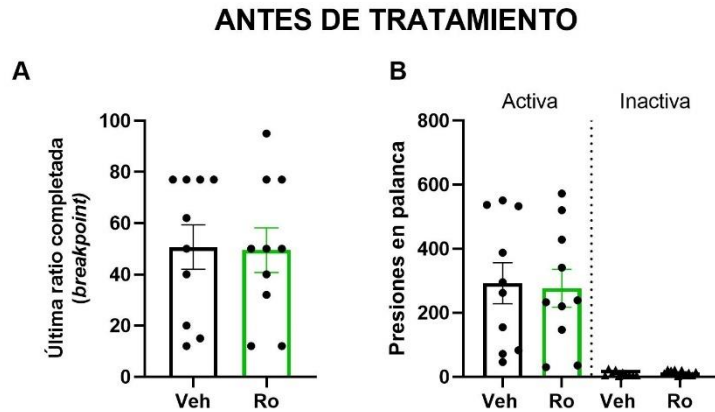 ANTES DE TRATAMIENTO
A
Última ratio completada
(breakpoint)
100
80
60
40
20
0
Veh
Ro
B
Activa
Inactiva
Presiones en palanca
800
600
400
200
0
Veh
Ro
Veh
Ro